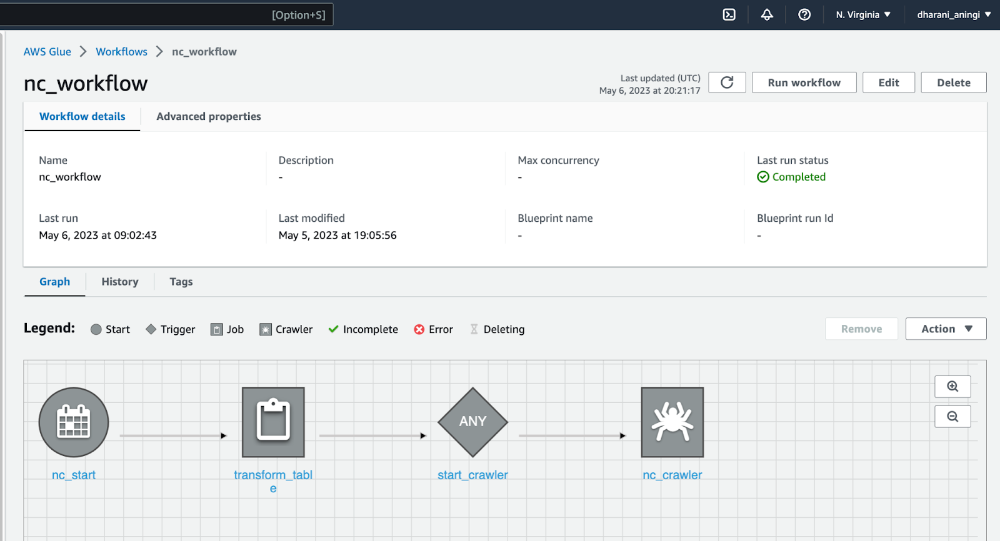 [Option+S]
N. Virginia
dharani_aningi
AWS Glue
Workflows
nc_workflow
nc_workflow
Last updated (UTC)
May 6, 2023 at 20:21:17
Run workflow
Edit
Delete
Workflow details
Advanced properties
Name
nc_workflow
Description
-
Max concurrency
-
Last run status
Completed
Last run
May 6, 2023 at 09:02:43
Last modified
May 5, 2023 at 19:05:56
Blueprint name
-
Blueprint run Id
-
Graph
History
Tags
Legend:
Start
Trigger
Job
Crawler
Incomplete
Error
Deleting
Remove
Action
ANY
nc_start
transform_tabl
e
start_crawler
nc_crawler